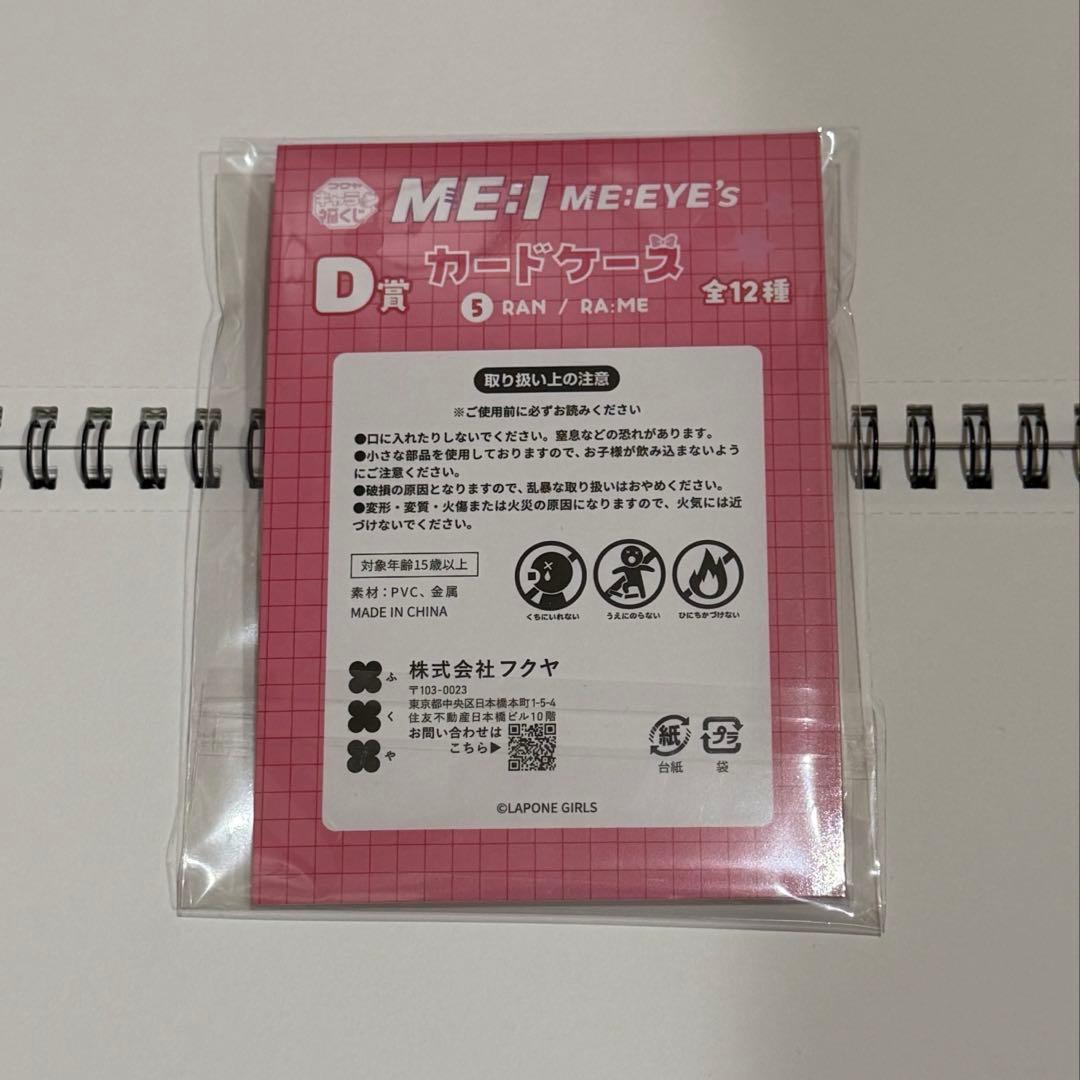 フクヤ
キャラ
福くじ
ME:I ME:EYE's
D賞
カードケース
⑤ RAN / RA:ME
全12種
取り扱い上の注意
※ご使用前に必ずお読みください
●口に入れたりしないでください。窒息などの恐れがあります。
●小さな部品を使用しておりますので、お子様が飲み込まないよう
にご注意ください。
●破損の原因となりますので、乱暴な取り扱いはおやめください。
●変形・変質・火傷または火災の原因になりますので、火気には近
づけないでください。
対象年齢15歳以上
素材：PVC、金属
MADE IN CHINA
くちにいれない
うえにのらない
ひにちかづけない
ふ
く
や
株式会社フクヤ
〒103-0023
東京都中央区日本橋本町1-5-4
住友不動産日本橋ビル10階
お問い合わせは
こちら▶
紙
台紙
プラ
袋
©LAPONE GIRLS